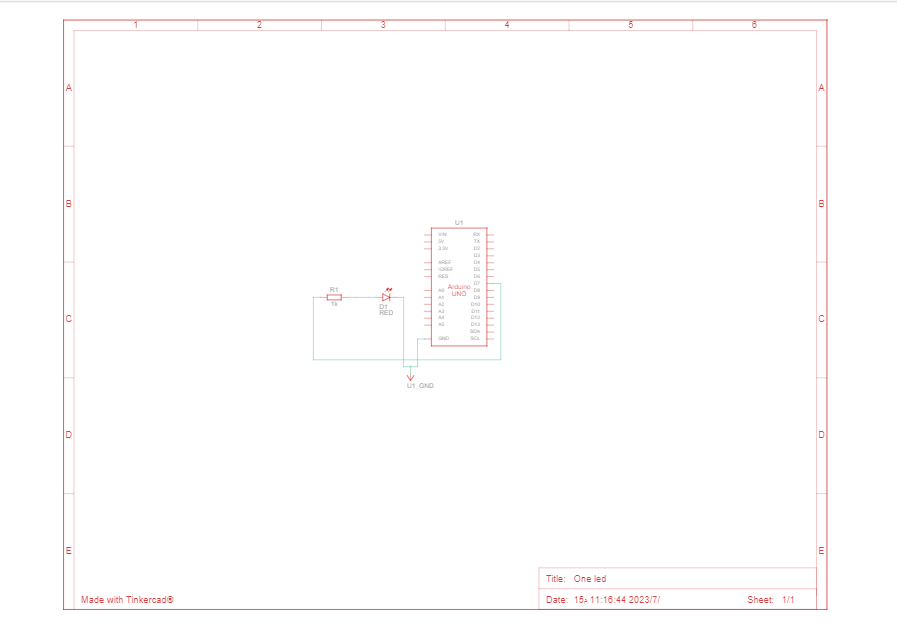 1 2 3 4 5 6
A A
B B
U1
VIN RX
5V TX
3.3V D2
D3
AREF D4
IOREF D5
RES D6
D7
A0 Arduino D8
A1 UNO D9
A2 D10
A3 D11
A4 D12
A5 D13
SDA
GND SCL
R1
1k
D1
RED
C C
U1_GND
D D
E E
Title: One led
Made with Tinkercad®
Date: 15م 11:16:44 2023/7/ Sheet: 1/1